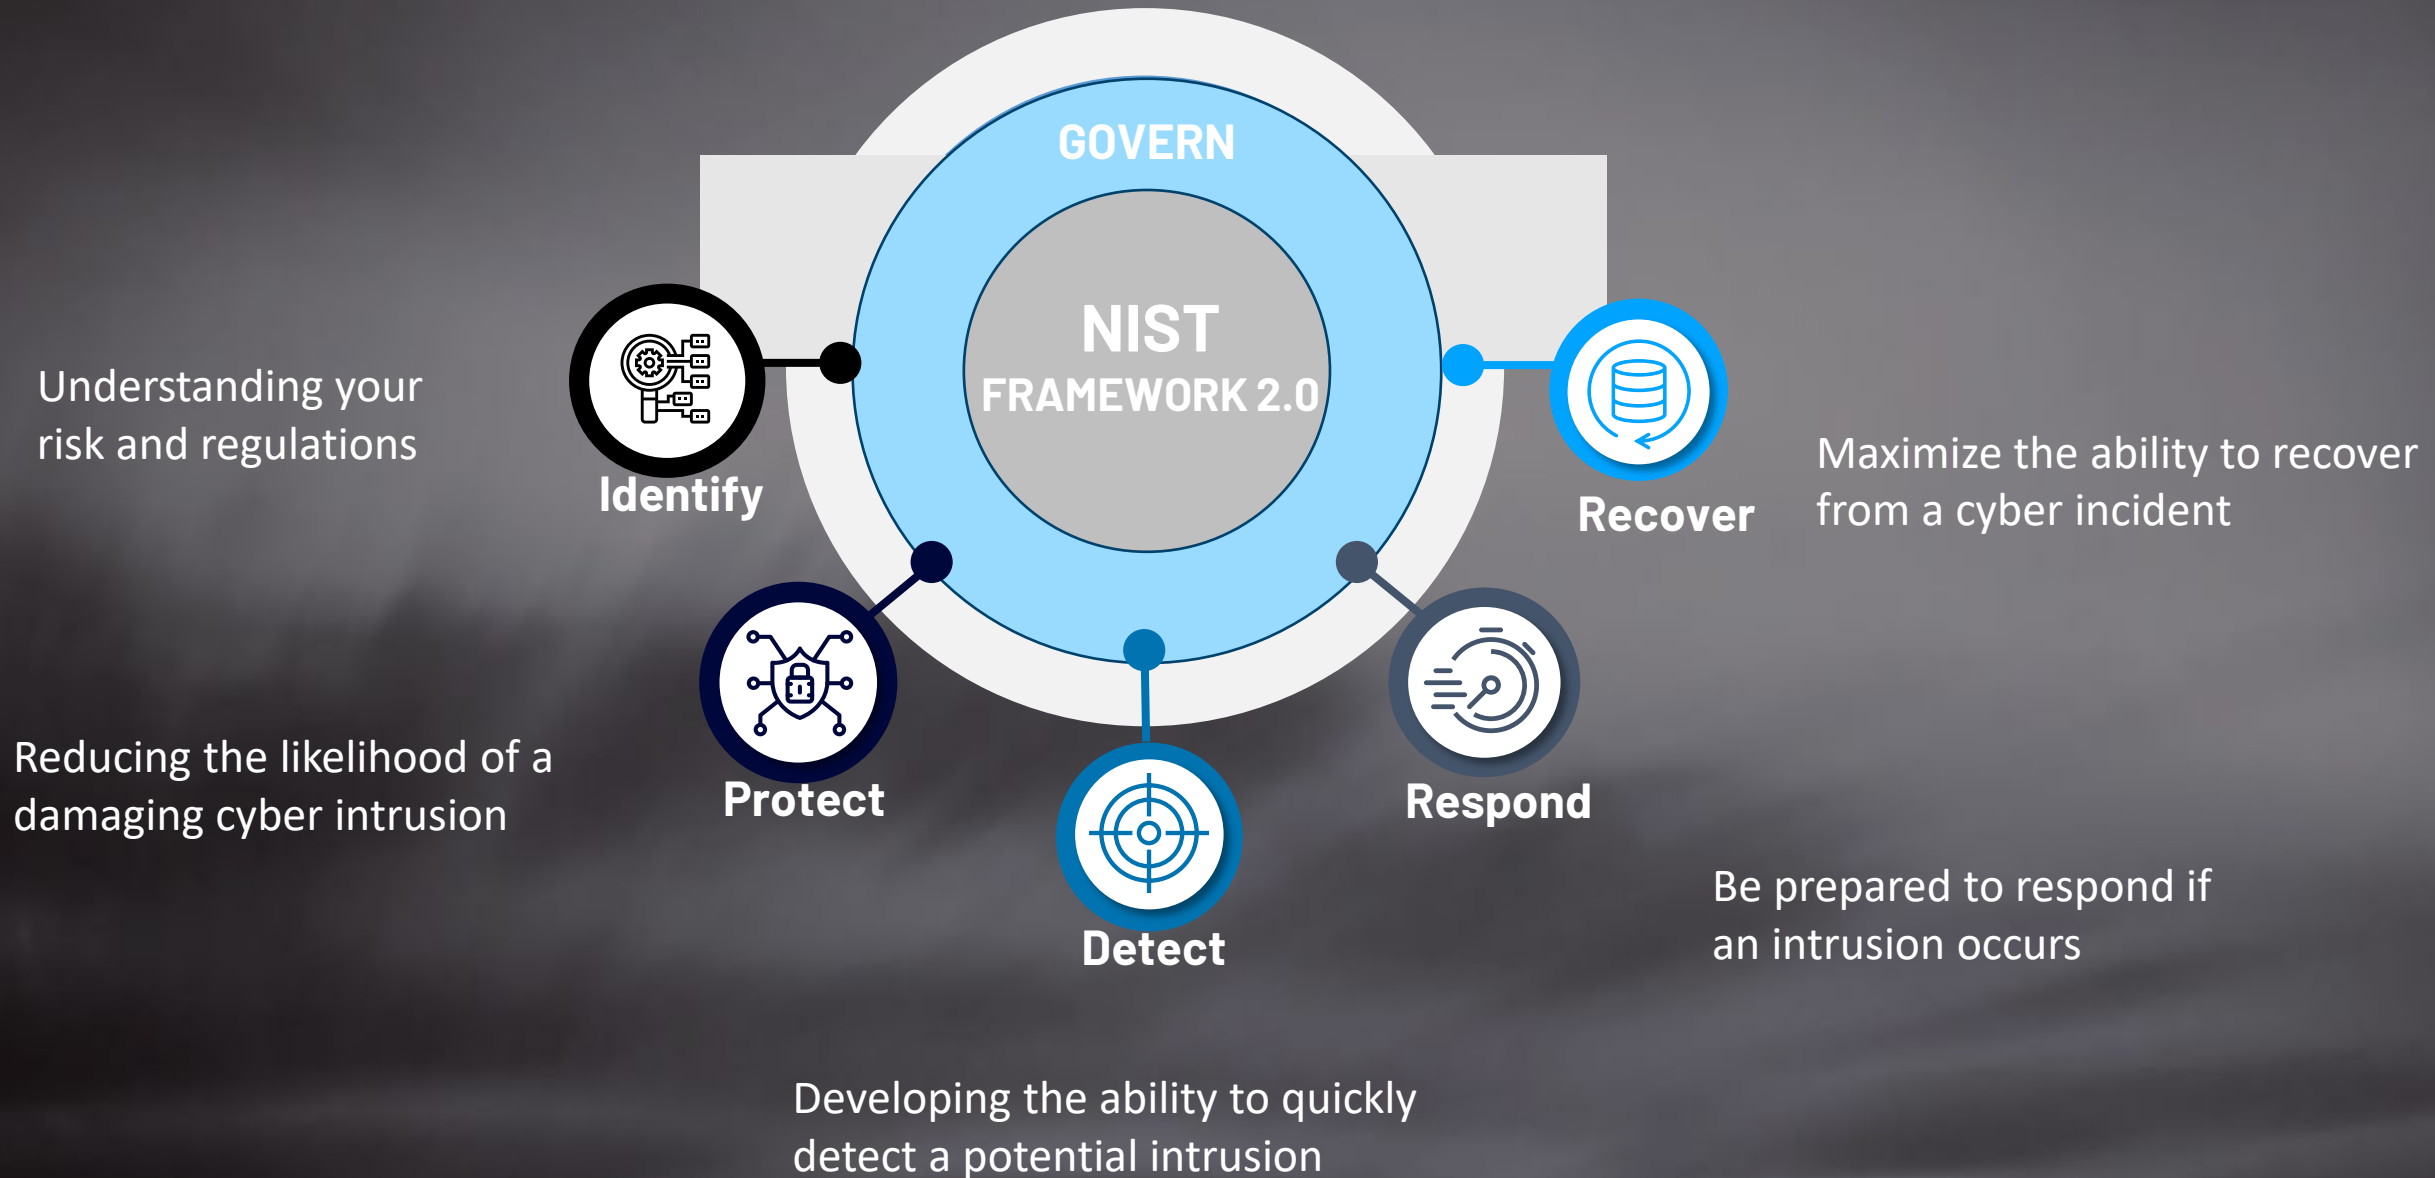 GOVERN
NIST
FRAMEWORK 2.0
Understanding your
risk and regulations
Identify
Reducing the likelihood of a
damaging cyber intrusion
Protect
Developing the ability to quickly
detect a potential intrusion
Detect
Be prepared to respond if
an intrusion occurs
Respond
Maximize the ability to recover
from a cyber incident
Recover